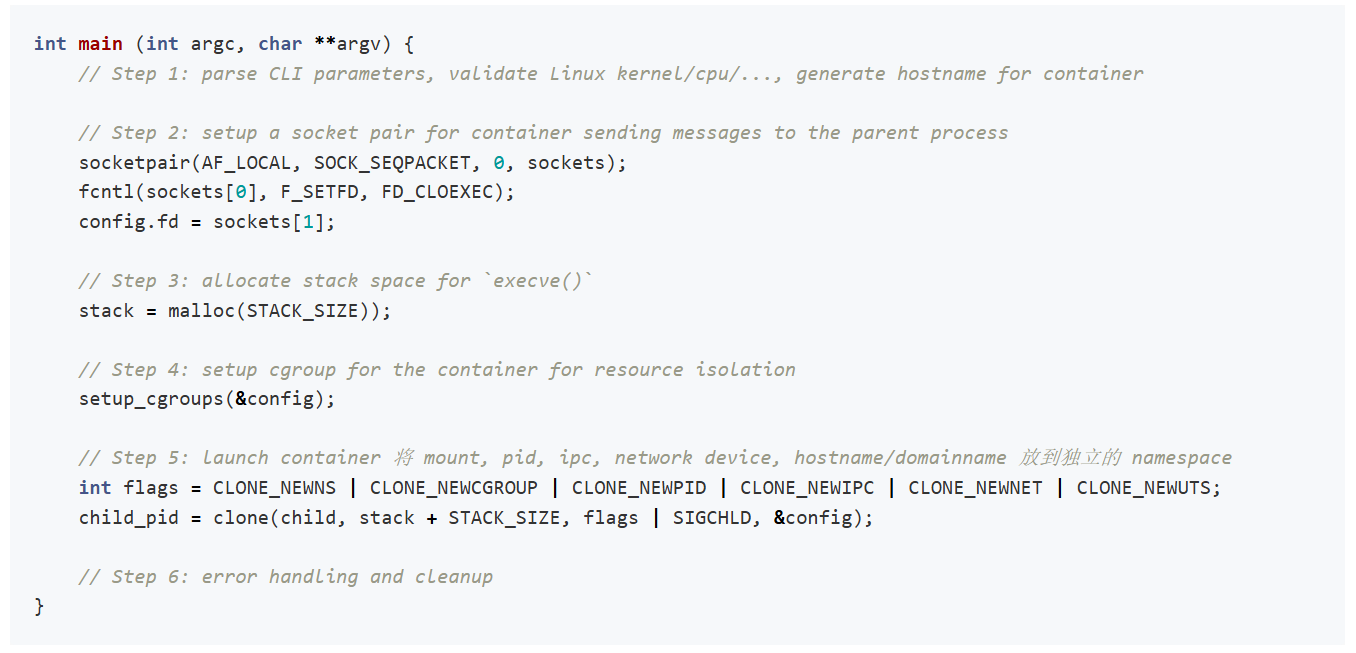 int main (int argc, char **argv) {
    // Step 1: parse CLI parameters, validate Linux kernel/cpu/..., generate hostname for container

    // Step 2: setup a socket pair for container sending messages to the parent process
    socketpair(AF_LOCAL, SOCK_SEQPACKET, 0, sockets);
    fcntl(sockets[0], F_SETFD, FD_CLOEXEC);
    config.fd = sockets[1];

    // Step 3: allocate stack space for `execve()`
    stack = malloc(STACK_SIZE));

    // Step 4: setup cgroup for the container for resource isolation
    setup_cgroups(&config);

    // Step 5: launch container 将 mount, pid, ipc, network device, hostname/domainname 放到独立的 namespace
    int flags = CLONE_NEWNS | CLONE_NEWCGROUP | CLONE_NEWPID | CLONE_NEWIPC | CLONE_NEWNET | CLONE_NEWUTS;
    child_pid = clone(child, stack + STACK_SIZE, flags | SIGCHLD, &config);

    // Step 6: error handling and cleanup
}